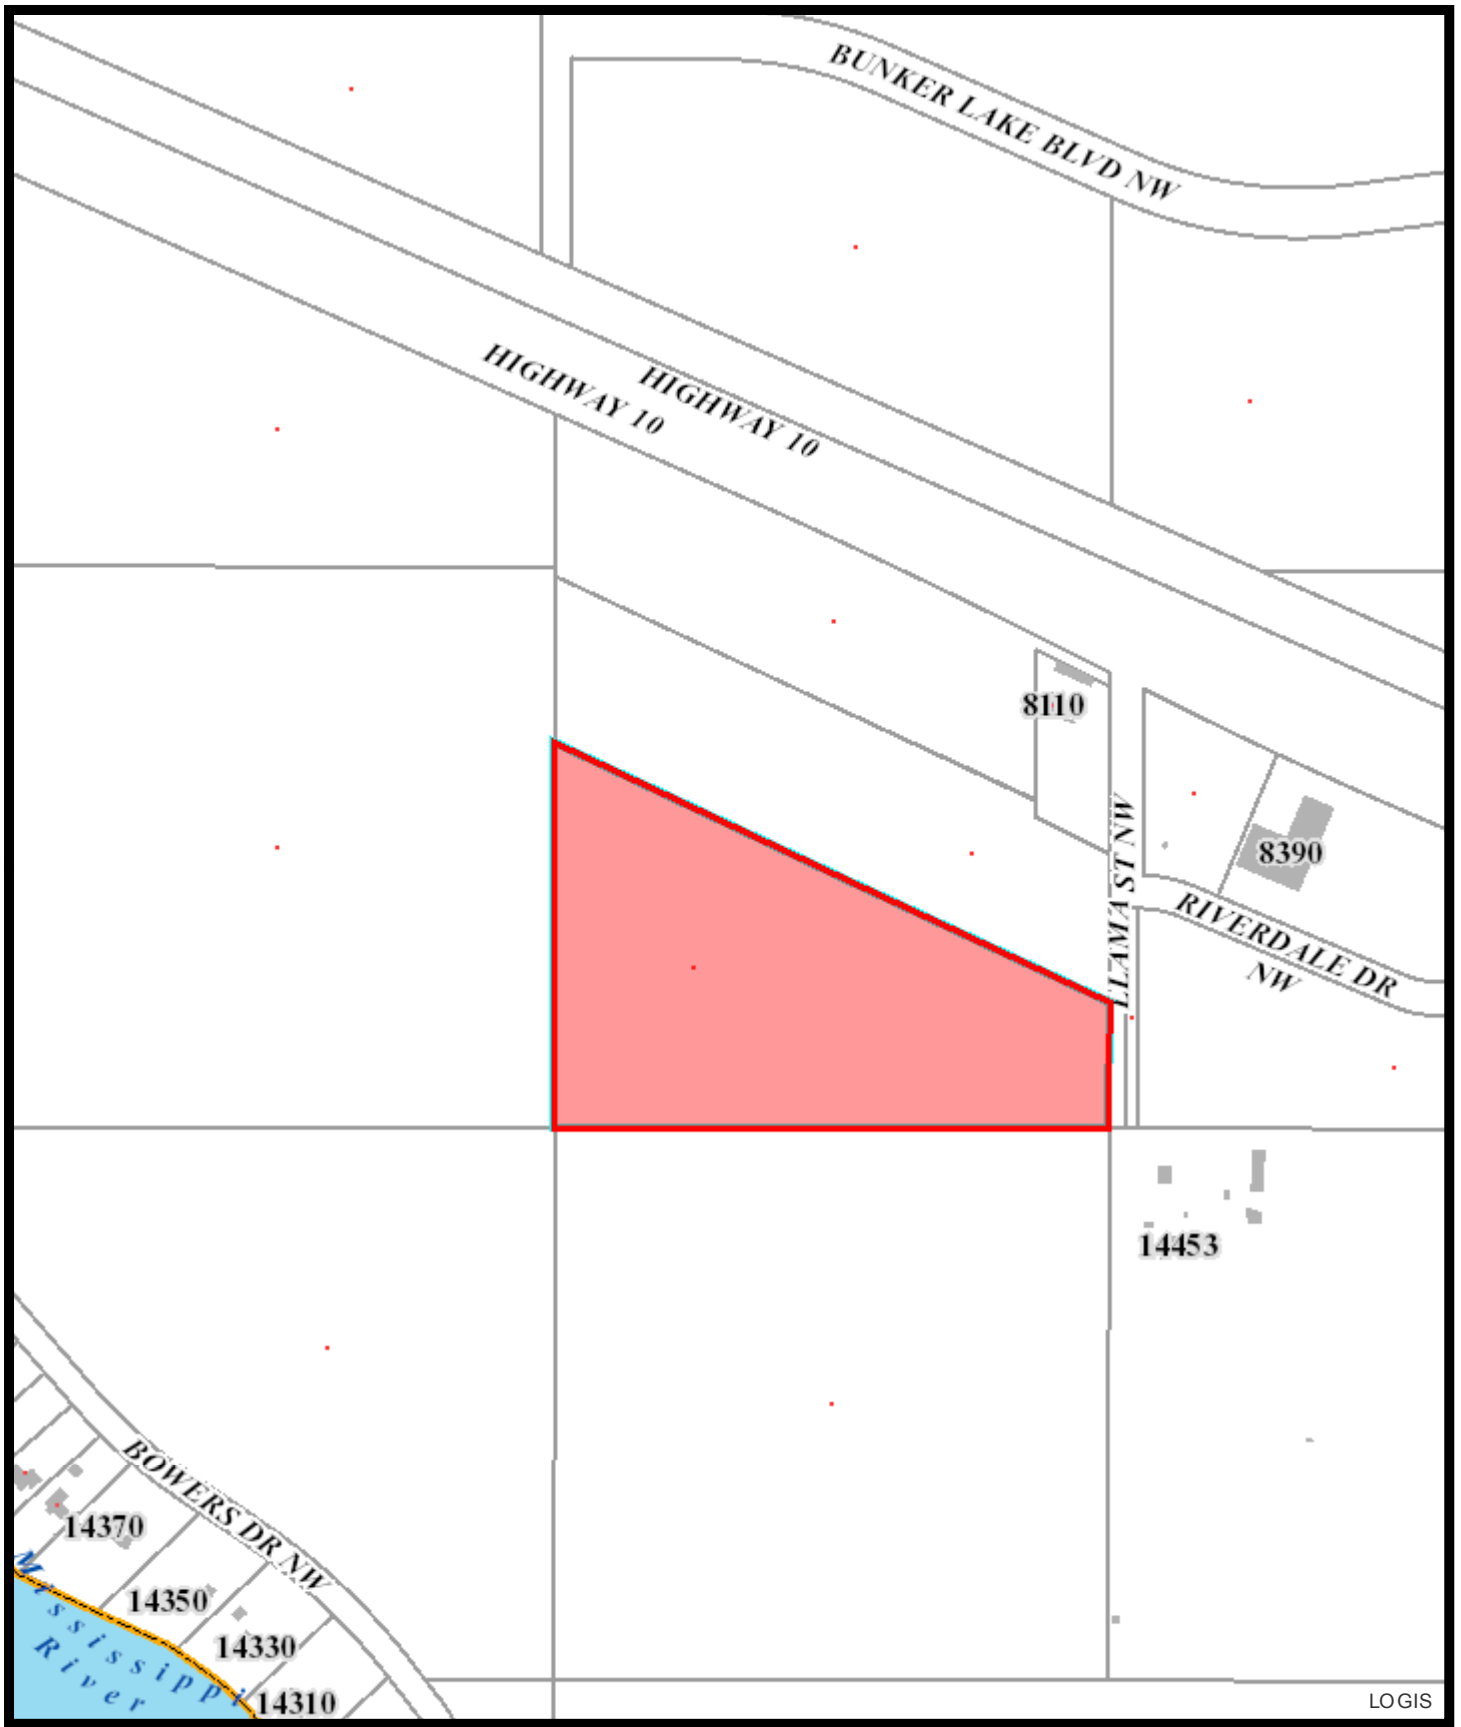 BUNKER LAKE BLVD NW
HIGHWAY 10
HIGHWAY 10
8110
LLAMA ST NW
8390
RIVERDALE DR
NW
14453
BOWERS DR NW
14370
14350
14330
14310
Mississippi
River
LOGIS